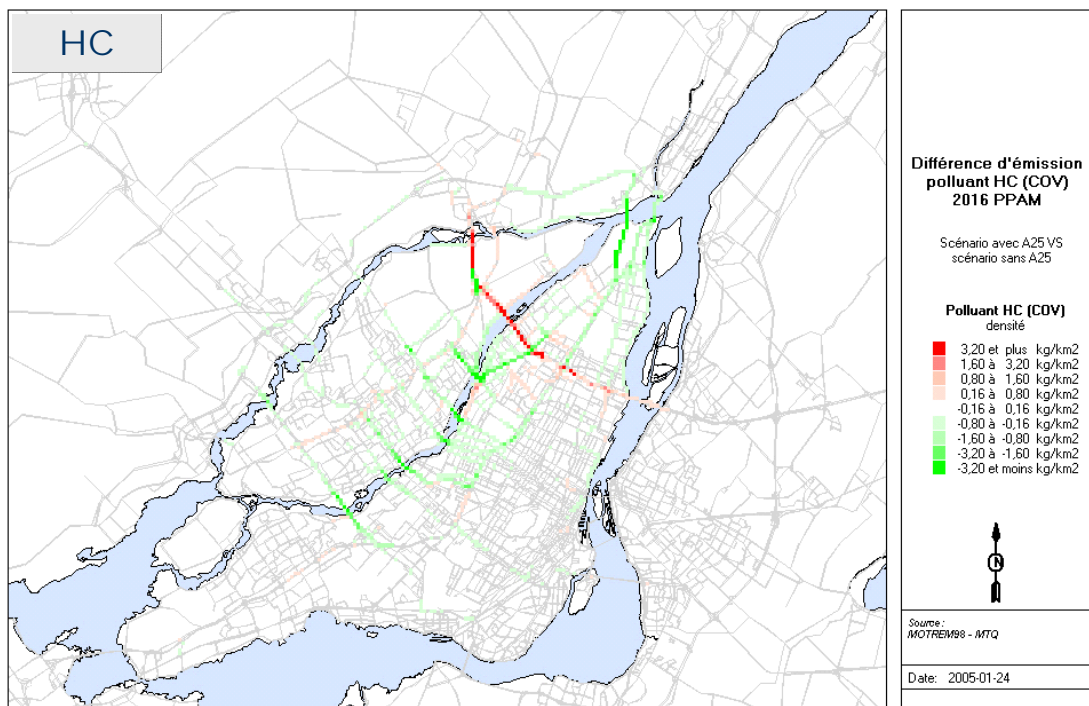 HC
Différence d'émission
polluant HC (COV)
2016 PPAM
Scénario avec A25 VS
scénario sans A25
Polluant HC (COV)
densité
3,20 et plus kg/km2
1,60 à 3,20 kg/km2
0,80 à 1,60 kg/km2
0,16 à 0,80 kg/km2
-0,16 à 0,16 kg/km2
-0,80 à -0,16 kg/km2
-1,60 à -0,80 kg/km2
-3,20 à -1,60 kg/km2
-3,20 et moins kg/km2
N
Source :
MOTREM98 - MTQ
Date: 2005-01-24